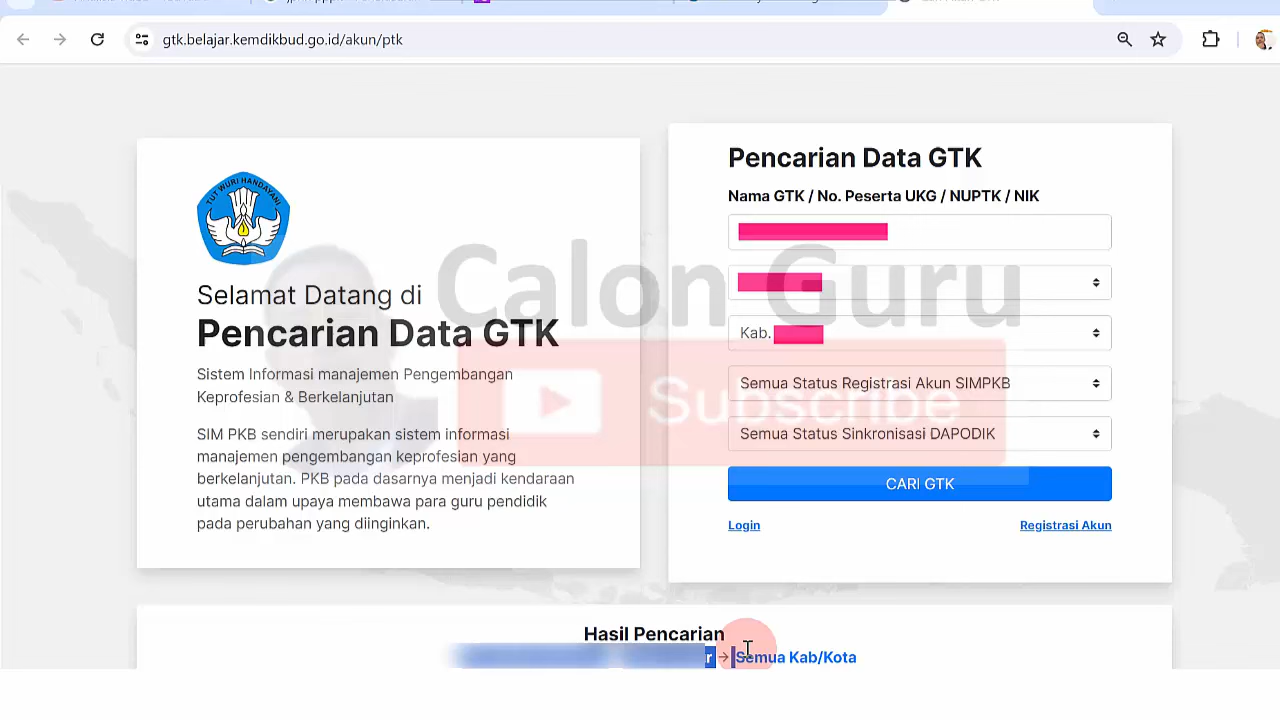 gtk.belajar.kemdikbud.go.id/akun/ptk
TUT WURI HANDAYANI
Selamat Datang di
Pencarian Data GTK
Sistem Informasi manajemen Pengembangan
Keprofesian & Berkelanjutan
SIM PKB sendiri merupakan sistem informasi
manajemen pengembangan keprofesian yang
berkelanjutan. PKB pada dasarnya menjadi kendaraan
utama dalam upaya membawa para guru pendidik
pada perubahan yang diinginkan.
Pencarian Data GTK
Nama GTK / No. Peserta UKG / NUPTK / NIK
Kab.
Semua Status Registrasi Akun SIMPKB
Semua Status Sinkronisasi DAPODIK
CARI GTK
Login
Registrasi Akun
Calon Guru
Subscribe
Hasil Pencarian
r → Semua Kab/Kota